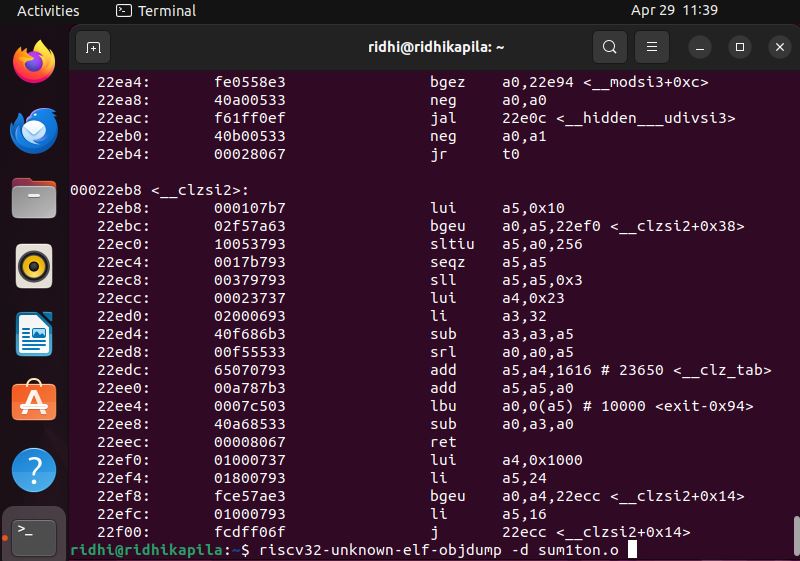 Activities
Terminal
Apr 29 11:39
ridhi@ridhikapila: ~
22ea4: fe0558e3 bgez a0,22e94 <__modsi3+0xc>
22ea8: 40a00533 neg a0,a0
22eac: f61ff0ef jal 22e0c <__hidden___udivsi3>
22eb0: 40b00533 neg a0,a1
22eb4: 00028067 jr t0
00022eb8 <__clzsi2>:
22eb8: 000107b7 lui a5,0x10
22ebc: 02f57a63 bgeu a0,a5,22ef0 <__clzsi2+0x38>
22ec0: 10053793 sltiu a5,a0,256
22ec4: 0017b793 seqz a5,a5
22ec8: 00379793 sll a5,a5,0x3
22ecc: 00023737 lui a4,0x23
22ed0: 02000693 li a3,32
22ed4: 40f686b3 sub a3,a3,a5
22ed8: 00f55533 srl a0,a0,a5
22edc: 65070793 add a5,a4,1616 # 23650 <__clz_tab>
22ee0: 00a787b3 add a5,a5,a0
22ee4: 0007c503 lbu a0,0(a5) # 10000 <exit-0x94>
22ee8: 40a68533 sub a0,a3,a0
22eec: 00008067 ret
22ef0: 01000737 lui a4,0x1000
22ef4: 01800793 li a5,24
22ef8: fce57ae3 bgeu a0,a4,22ecc <__clzsi2+0x14>
22efc: 01000793 li a5,16
22f00: fcdff06f j 22ecc <__clzsi2+0x14>
ridhi@ridhikapila:~$ riscv32-unknown-elf-objdump -d sum1ton.o